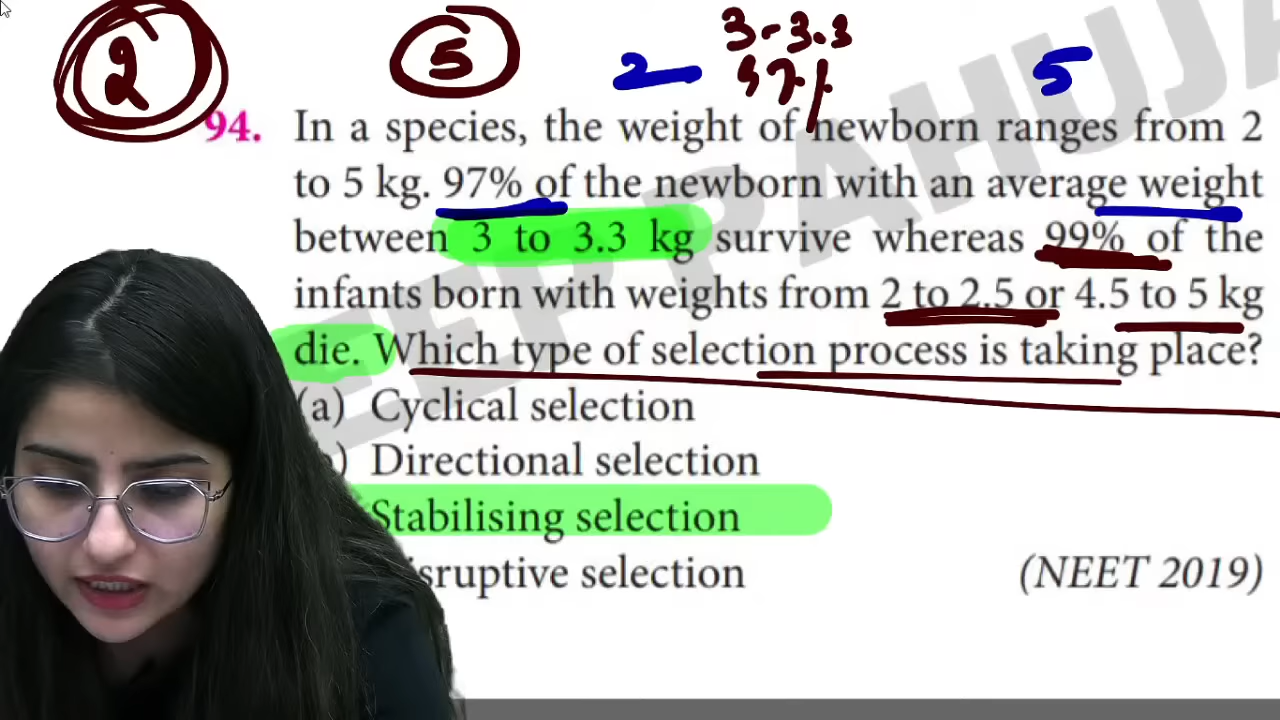 2 5 2 3-3.3 5
97%
94. In a species, the weight of newborn ranges from 2
to 5 kg. 97% of the newborn with an average weight
between 3 to 3.3 kg survive whereas 99% of the
infants born with weights from 2 to 2.5 or 4.5 to 5 kg
die. Which type of selection process is taking place?
(a) Cyclical selection
) Directional selection
Stabilising selection
isruptive selection (NEET 2019)
EEP PAHUJA